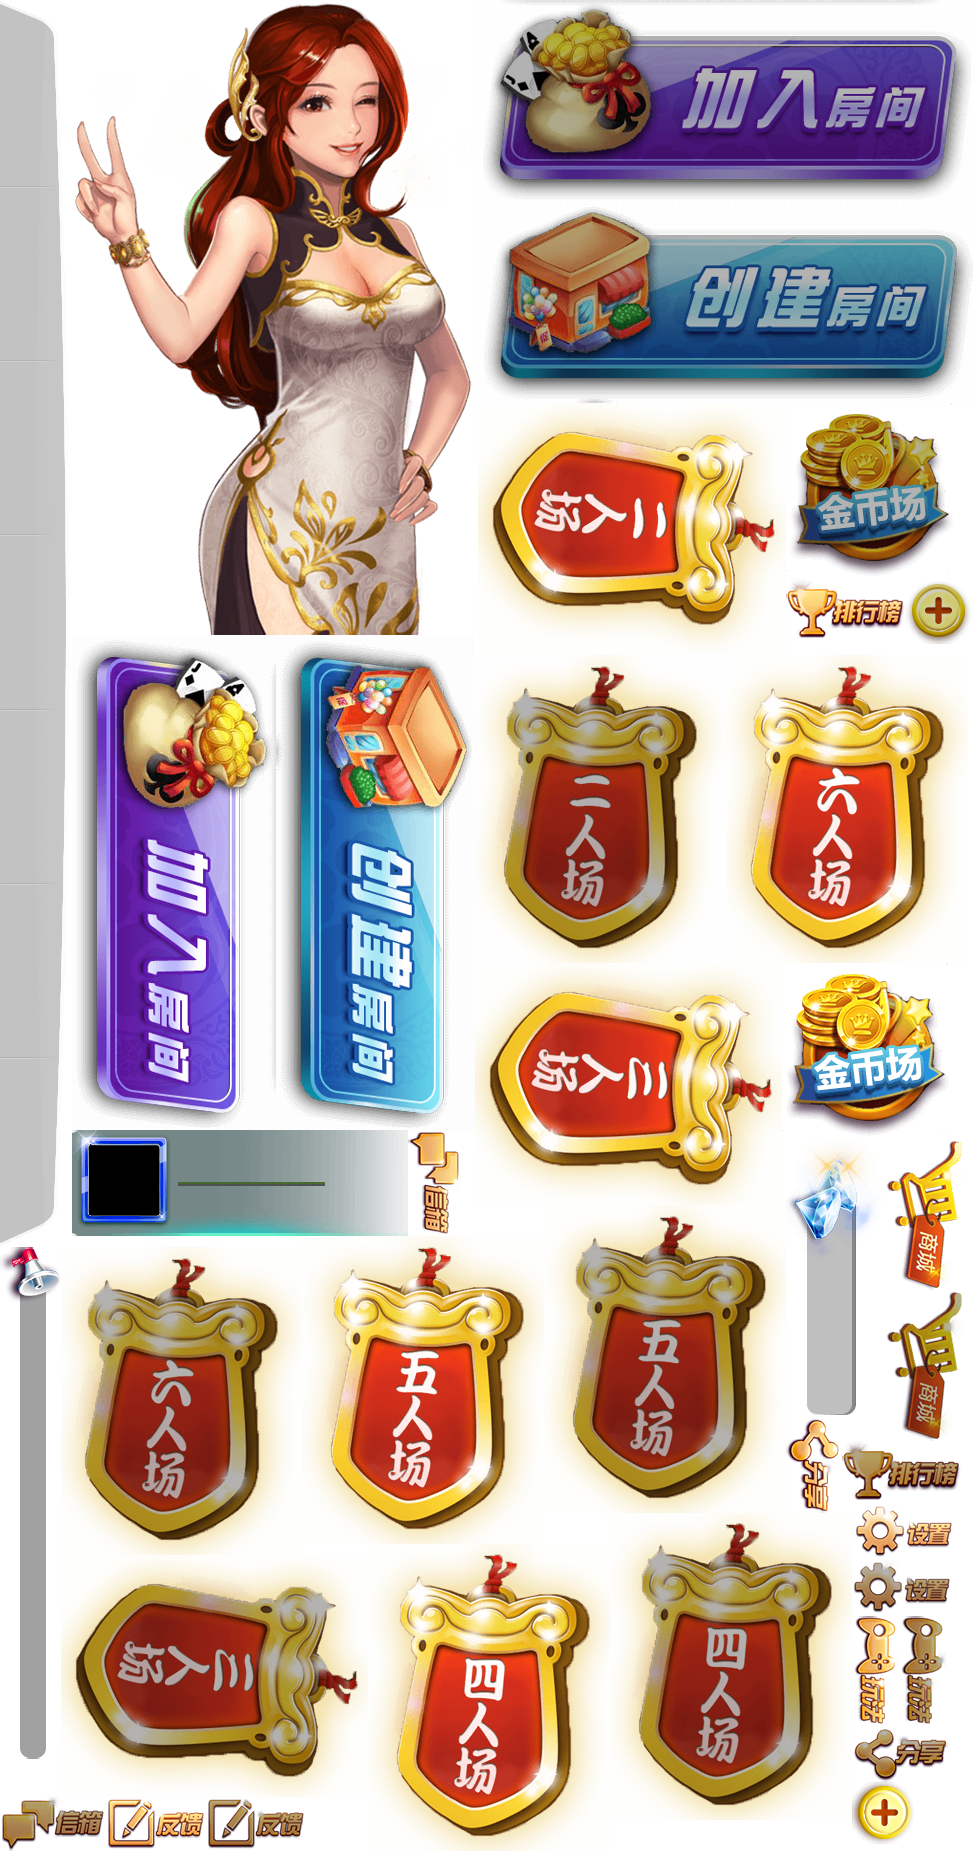 加入房间
创建房间
二人场
金币场
排行榜
加入房间
创建房间
二人场
六人场
三人场
金币场
信箱
商城
六人场
五人场
五人场
商城
分享
排行榜
设置
设置
三人场
四人场
四人场
玩法
玩法
分享
信箱
反馈
反馈